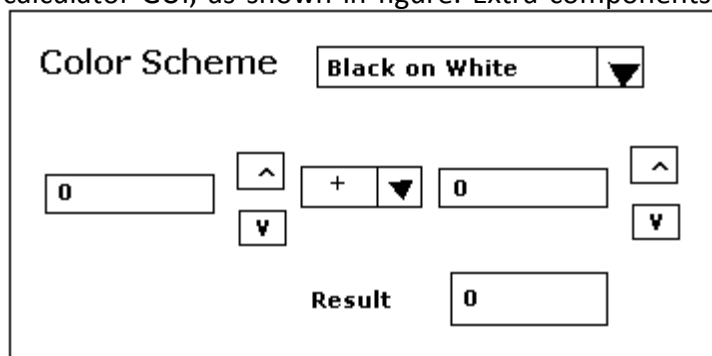 calculator GUI, as shown in figure. Extra components
Color Scheme Black on White
^ + ^
0 0
v v
Result 0